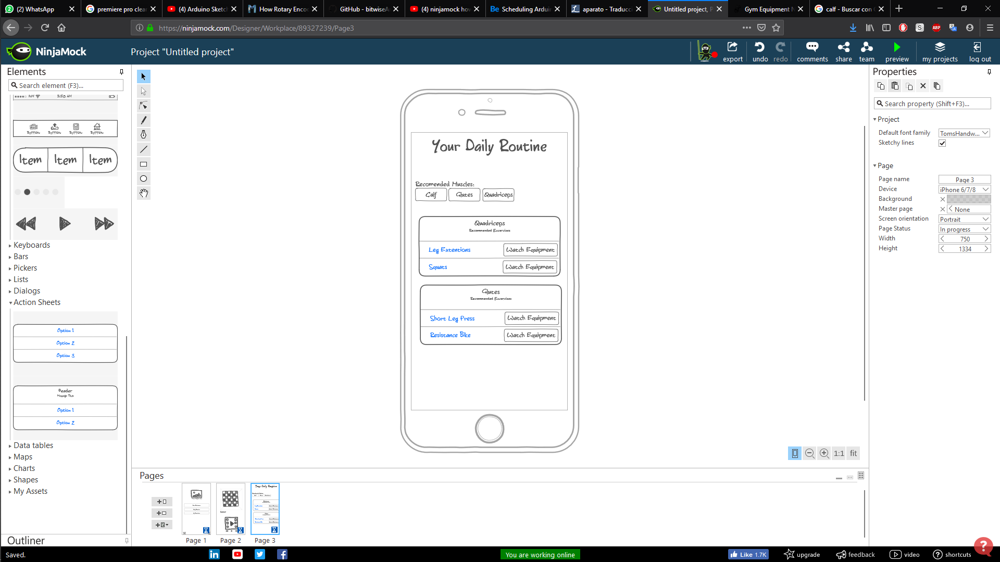 (2) WhatsApp
premiere pro clea
(4) Arduino Sketc
How Rotary Enco
GitHub - bitwiseA
(4) ninjamock how
Scheduling Arduin
aparato - Traducci
Untitled project, P
Gym Equipment N
calf - Buscar con G
https://ninjamock.com/Designer/Workplace/89327239/Page3
NinjaMock
Project "Untitled project"
export
undo
redo
comments
share
team
preview
my projects
log out
Elements
Search element (F3)...
3:50 AM
BUTTON BUTTON BUTTON BUTTON
Item Item Item
Keyboards
Bars
Pickers
Lists
Dialogs
Action Sheets
Option 1
Option 2
Option 3
Header
Message Text
Option 1
Option 2
Data tables
Maps
Charts
Shapes
My Assets
Outliner
Your Daily Routine
Recomended Muscles:
Calf Glutes Quadriceps
Quadriceps
Recommended Excercises
Leg Extentions Watch Equipment
Squats Watch Equipment
Glutes
Recommended Excercises
Short Leg Press Watch Equipment
Resistance Bike Watch Equipment
1:1
fit
Properties
Search property (Shift+F3)...
Project
Default font family TomsHandw...
Sketchy lines
Page
Page name Page 3
Device iPhone 6/7/8
Background
Master page None
Screen orientation Portrait
Page Status In progress
Width 750
Height 1334
Pages
Your Daily Routine
Page 1
Page 2
Page 3
Saved.
You are working online
Like 1.7K
upgrade
feedback
video
shortcuts